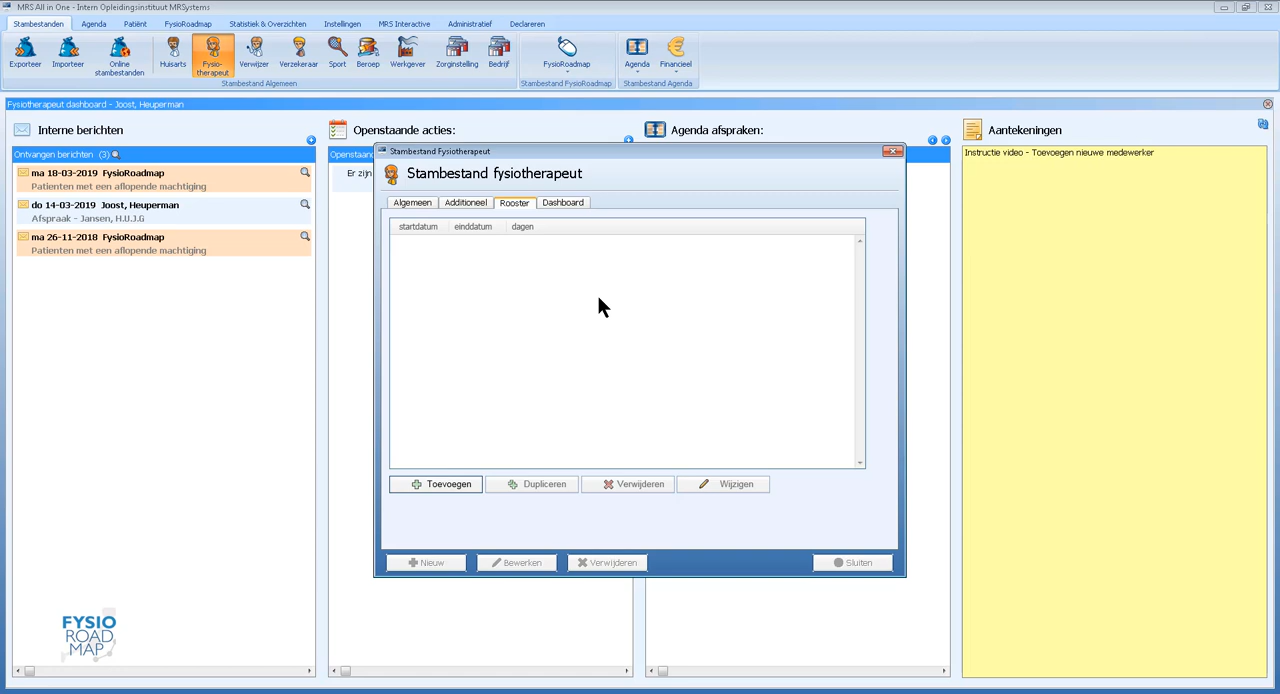 MRS All in One - Intern Opleidingsinstituut MRSystems
Stambestanden Agenda Patiënt FysioRoadmap Statistiek & Overzichten Instellingen MRS Interactive Administratief Declareren
Exporteer Importeer Online stambestanden Huisarts Fysio-therapeut Verwijzer Verzekeraar Sport Beroep Werkgever Zorginstelling Bedrijf FysioRoadmap Agenda Financieel
Stambestand Algemeen Stambestand FysioRoadmap Stambestand Agenda
Fysiotherapeut dashboard - Joost, Heuperman
Interne berichten
Ontvangen berichten (3)
ma 18-03-2019 FysioRoadmap
Patienten met een aflopende machtiging
do 14-03-2019 Joost, Heuperman
Afspraak - Jansen, H.U.J.G
ma 26-11-2018 FysioRoadmap
Patienten met een aflopende machtiging
FYSIO
ROAD
MAP
Openstaande acties:
Openstaand
Er zijn
Agenda afspraken:
Aantekeningen
Instructie video - Toevoegen nieuwe medewerker
Stambestand Fysiotherapeut
Stambestand fysiotherapeut
Algemeen Additioneel Rooster Dashboard
startdatum einddatum dagen
Toevoegen Dupliceren Verwijderen Wijzigen
Nieuw Bewerken Verwijderen Sluiten